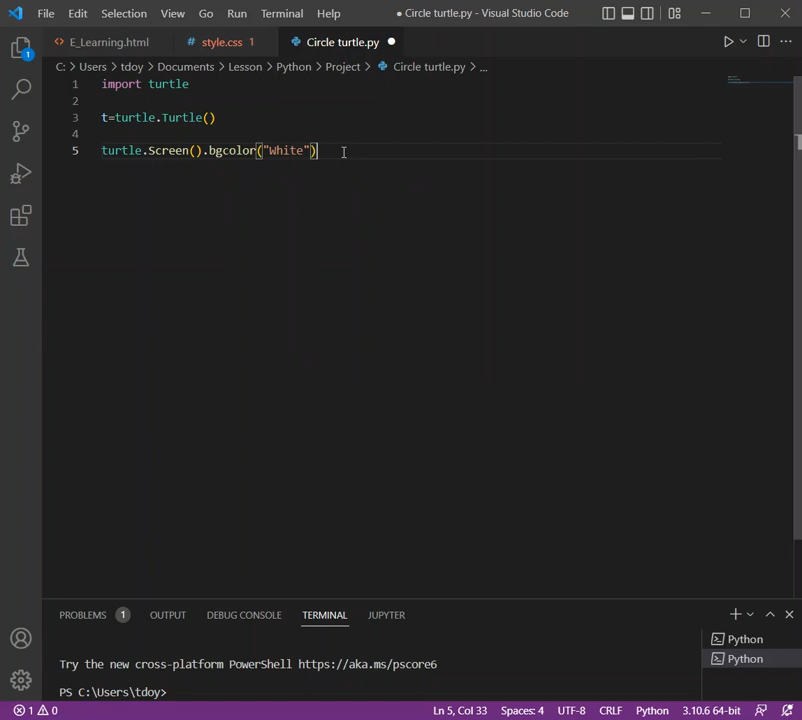 File Edit Selection View Go Run Terminal Help
● Circle turtle.py - Visual Studio Code
E_Learning.html
style.css 1
Circle turtle.py
C: > Users > tdoy > Documents > Lesson > Python > Project > Circle turtle.py > ...
1 import turtle
2
3 t=turtle.Turtle()
4
5 turtle.Screen().bgcolor("White")
1
PROBLEMS 1 OUTPUT DEBUG CONSOLE TERMINAL JUPYTER
Python
Python
Try the new cross-platform PowerShell https://aka.ms/pscore6
PS C:\Users\tdoy>
1 0 Ln 5, Col 33 Spaces: 4 UTF-8 CRLF Python 3.10.6 64-bit